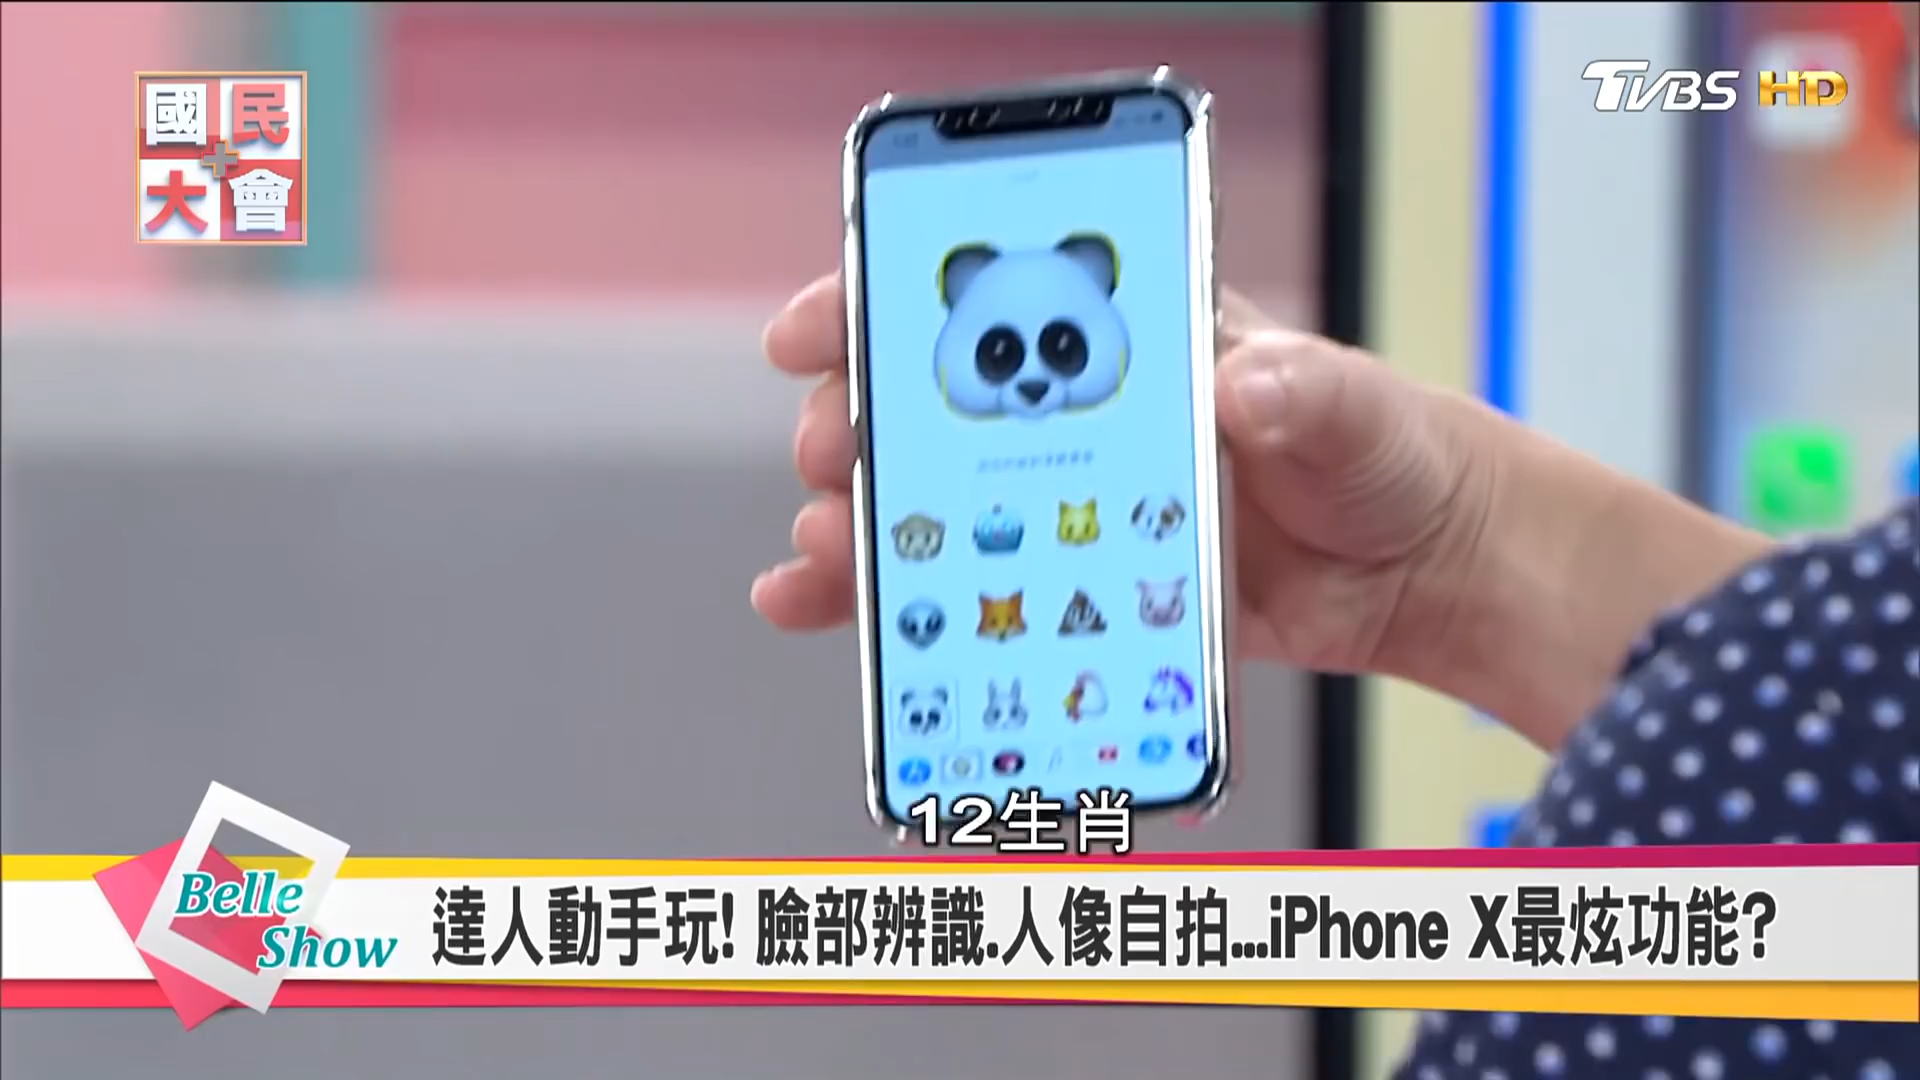 國民
大會
TVBS HD
12生肖
Belle
Show
達人動手玩! 臉部辨識.人像自拍...iPhone X最炫功能?